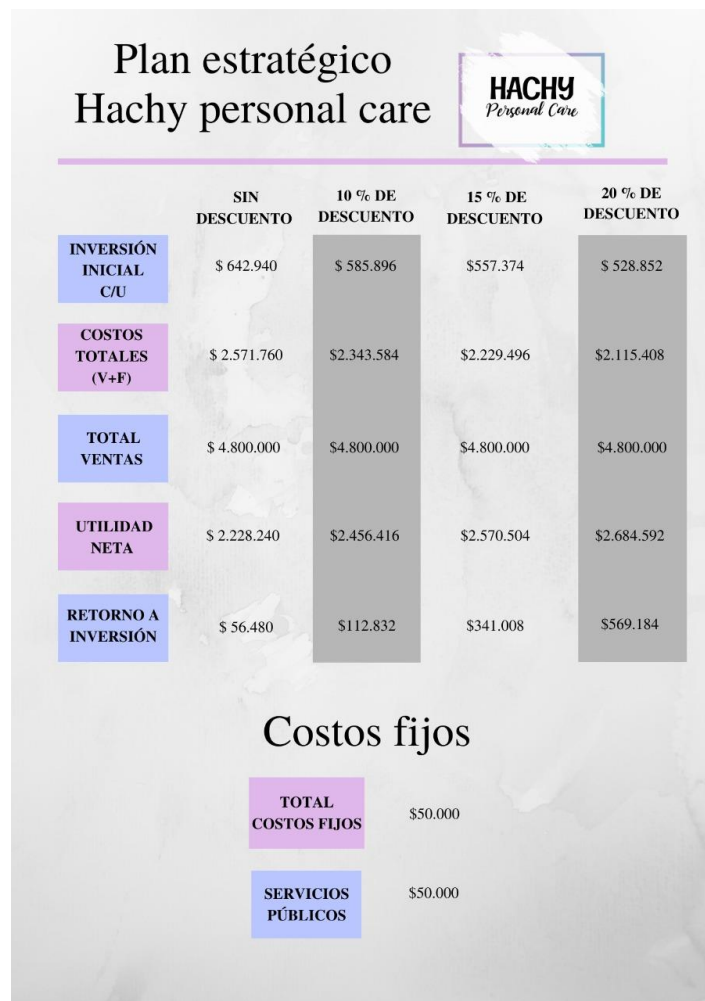 Plan estratégico
Hachy personal care
HACHY
Personal Care
SIN
DESCUENTO
10 % DE
DESCUENTO
15 % DE
DESCUENTO
20 % DE
DESCUENTO
INVERSIÓN
INICIAL
C/U
$ 642.940
$ 585.896
$557.374
$ 528.852
COSTOS
TOTALES
(V+F)
$ 2.571.760
$2.343.584
$2.229.496
$2.115.408
TOTAL
VENTAS
$ 4.800.000
$4.800.000
$4.800.000
$4.800.000
UTILIDAD
NETA
$ 2.228.240
$2.456.416
$2.570.504
$2.684.592
RETORNO A
INVERSIÓN
$ 56.480
$112.832
$341.008
$569.184
Costos fijos
TOTAL
COSTOS FIJOS
$50.000
SERVICIOS
PÚBLICOS
$50.000